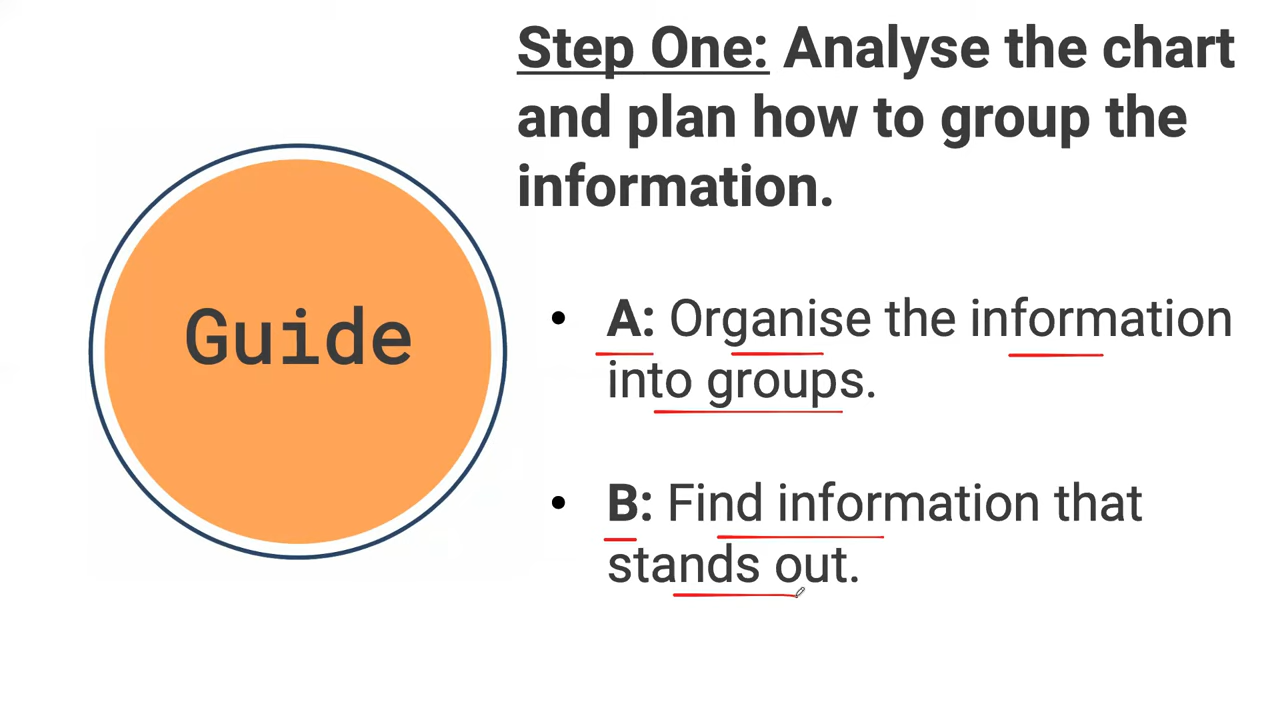 Step One: Analyse the chart
and plan how to group the
information.
Guide
• A: Organise the information
into groups.
• B: Find information that
stands out.